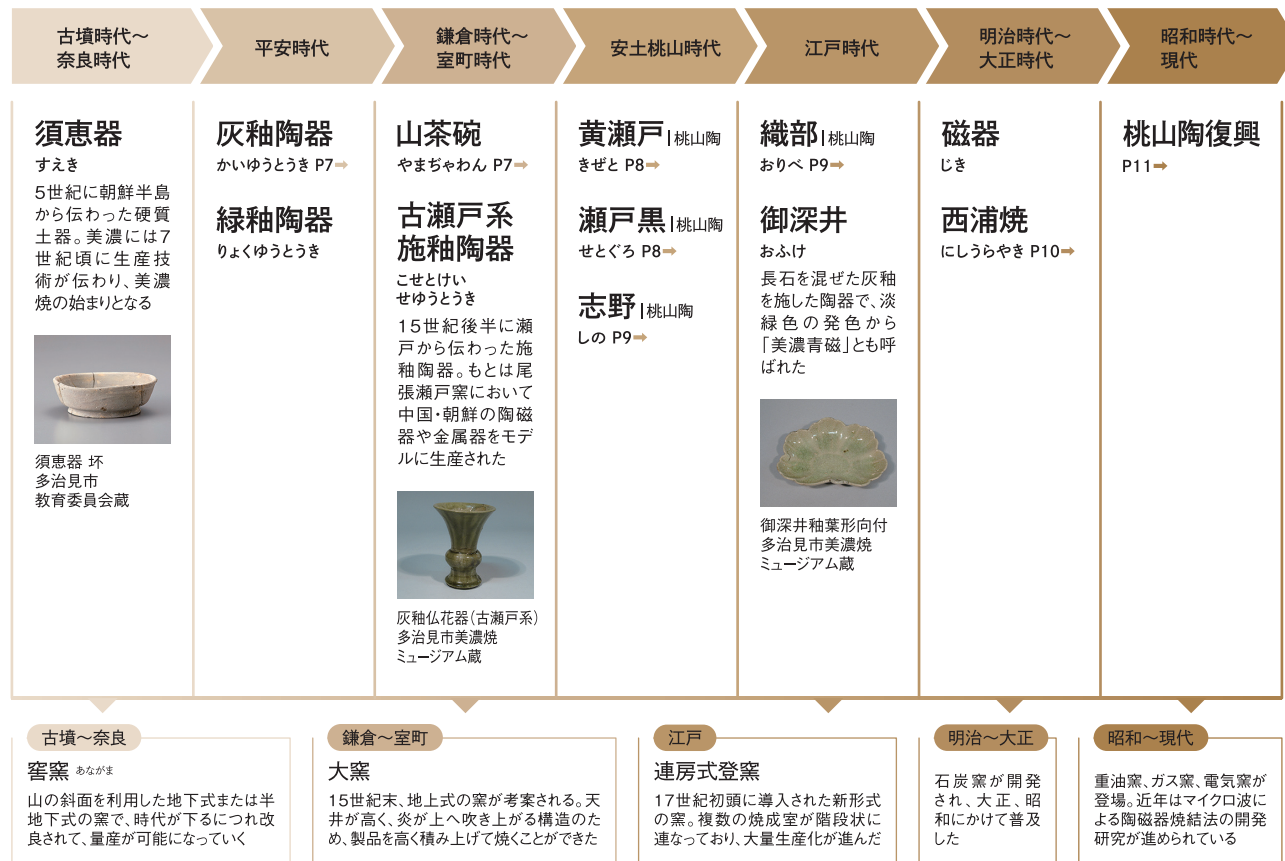 古墳時代〜
奈良時代
平安時代
鎌倉時代〜
室町時代
安土桃山時代
江戸時代
明治時代〜
大正時代
昭和時代〜
現代
須恵器
すえき
5世紀に朝鮮半島
から伝わった硬質
土器。美濃には7
世紀頃に生産技
術が伝わり、美濃
焼の始まりとなる
須恵器 坏
多治見市
教育委員会蔵
灰釉陶器
かいゆうとうき P7➡
緑釉陶器
りょくゆうとうき
山茶碗
やまぢゃわん P7➡
古瀬戸系
施釉陶器
こせとけい
せゆうとうき
15世紀後半に瀬
戸から伝わった施
釉陶器。もとは尾
張瀬戸窯において
中国・朝鮮の陶磁
器や金属器をモデ
ルに生産された
灰釉仏花器(古瀬戸系)
多治見市美濃焼
ミュージアム蔵
黄瀬戸|桃山陶
きぜと P8➡
瀬戸黒|桃山陶
せとぐろ P8➡
志野|桃山陶
しの P9➡
織部|桃山陶
おりべ P9➡
御深井
おふけ
長石を混ぜた灰釉
を施した陶器で、淡
緑色の発色から
「美濃青磁」とも呼
ばれた
御深井釉葉形向付
多治見市美濃焼
ミュージアム蔵
磁器
じき
西浦焼
にしうらやき P10➡
桃山陶復興
P11➡
古墳〜奈良
窖窯 あながま
山の斜面を利用した地下式または半
地下式の窯で、時代が下るにつれ改
良されて、量産が可能になっていく
鎌倉〜室町
大窯
15世紀末、地上式の窯が考案される。天
井が高く、炎が上へ吹き上がる構造のた
め、製品を高く積み上げて焼くことができた
江戸
連房式登窯
17世紀初頭に導入された新形式
の窯。複数の焼成室が階段状に
連なっており、大量生産化が進んだ
明治〜大正
石炭窯が開発
され、大正、昭
和にかけて普及
した
昭和〜現代
重油窯、ガス窯、電気窯が
登場。近年はマイクロ波に
よる陶磁器焼結法の開発
研究が進められている